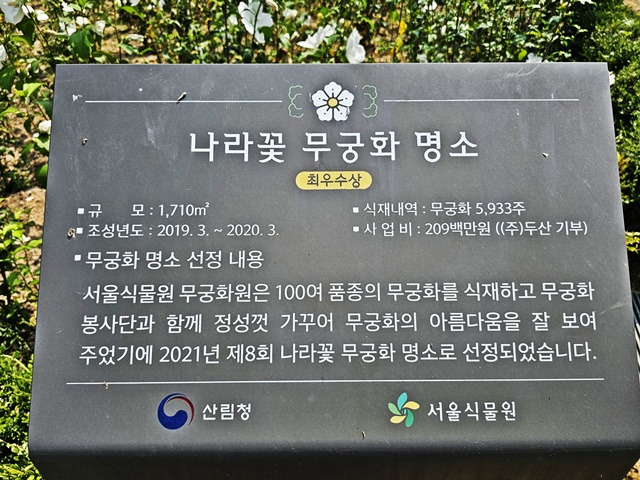 나라꽃 무궁화 명소
최우수상
▪ 규 모 : 1,710㎡
▪ 식재내역 : 무궁화 5,933주
▪ 조성년도 : 2019. 3. ~ 2020. 3.
▪ 사 업 비 : 209백만원 ((주)두산 기부)
▪ 무궁화 명소 선정 내용
서울식물원 무궁화원은 100여 품종의 무궁화를 식재하고 무궁화
봉사단과 함께 정성껏 가꾸어 무궁화의 아름다움을 잘 보여
주었기에 2021년 제8회 나라꽃 무궁화 명소로 선정되었습니다.
산림청
서울식물원